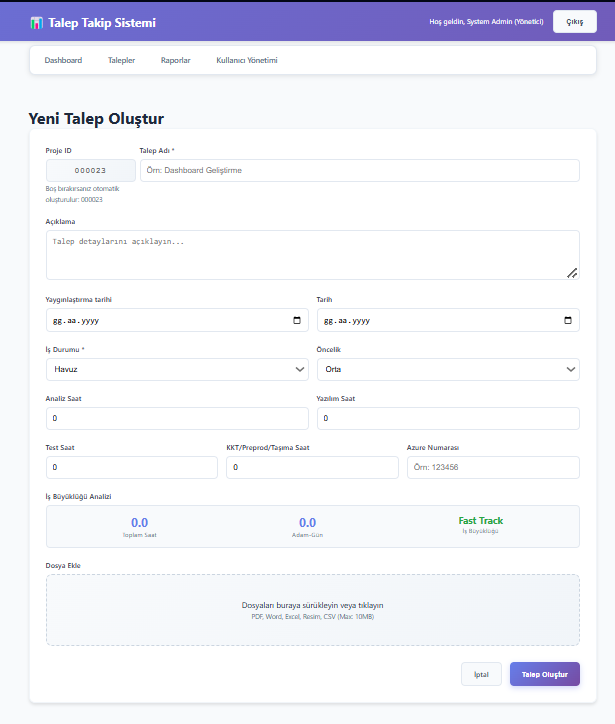 Talep Takip Sistemi
Hoş geldin, System Admin (Yönetici)
Çıkış
Dashboard
Talepler
Raporlar
Kullanıcı Yönetimi
Yeni Talep Oluştur
Proje ID
Talep Adı *
000023
Örn: Dashboard Geliştirme
Boş bırakırsanız otomatik
oluşturulur: 000023
Açıklama
Talep detaylarını açıklayın...
Yaygınlaştırma tarihi
Tarih
gg.aa.yyyy
gg.aa.yyyy
İş Durumu *
Öncelik
Havuz
Orta
Analiz Saat
Yazılım Saat
0
0
Test Saat
KKT/Preprod/Taşıma Saat
Azure Numarası
0
0
Örn: 123456
İş Büyüklüğü Analizi
0.0
0.0
Fast Track
Toplam Saat
Adam-Gün
İş Büyüklüğü
Dosya Ekle
Dosyaları buraya sürükleyin veya tıklayın
PDF, Word, Excel, Resim, CSV (Max: 10MB)
İptal
Talep Oluştur